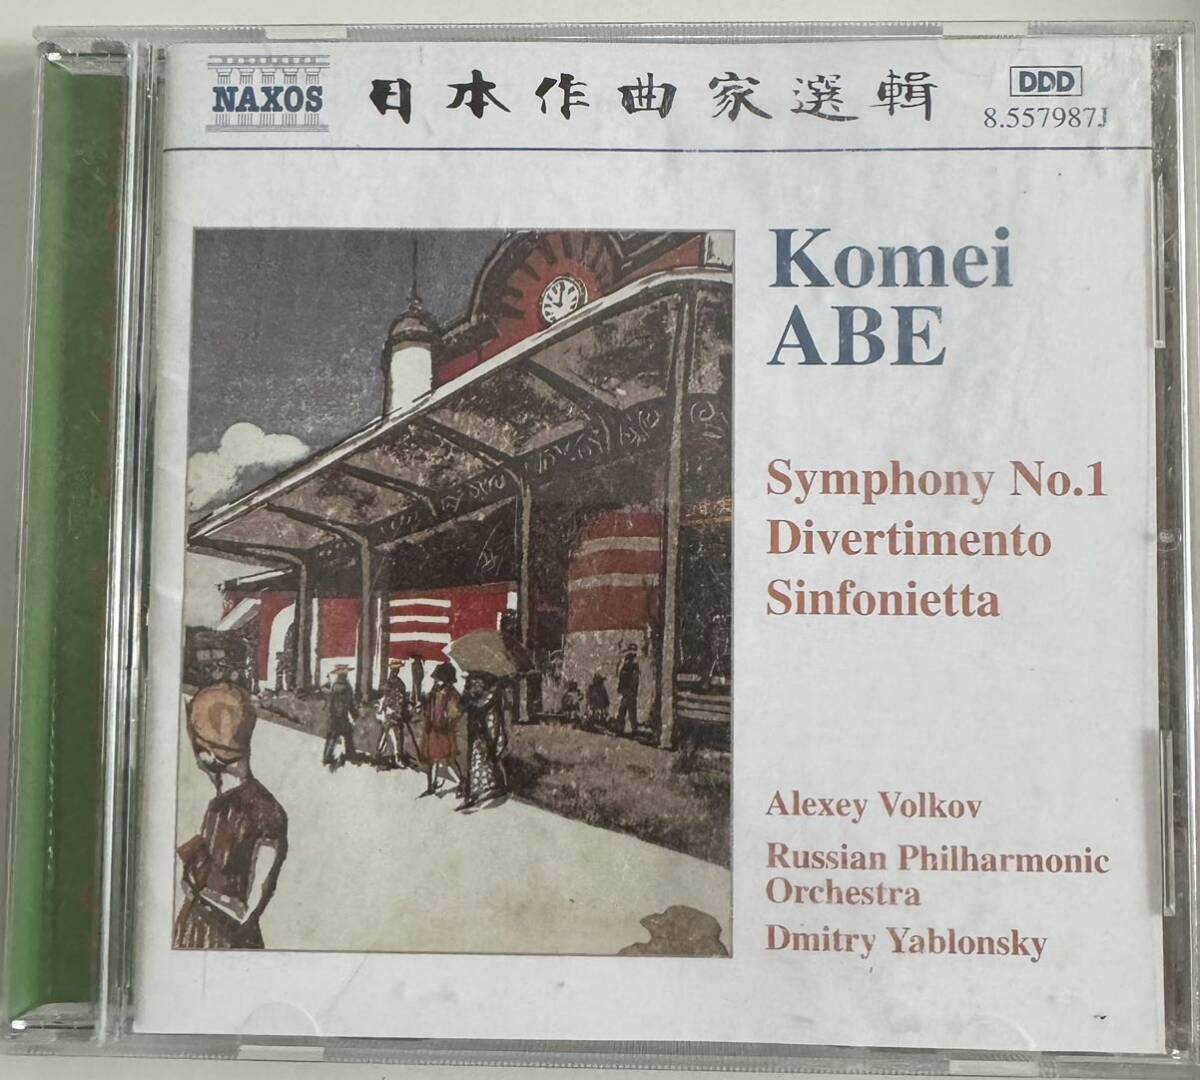 NAXOS
日本作曲家選輯
DDD
8.557987J
Komei
ABE
Symphony No.1
Divertimento
Sinfonietta
Alexey Volkov
Russian Philharmonic
Orchestra
Dmitry Yablonsky